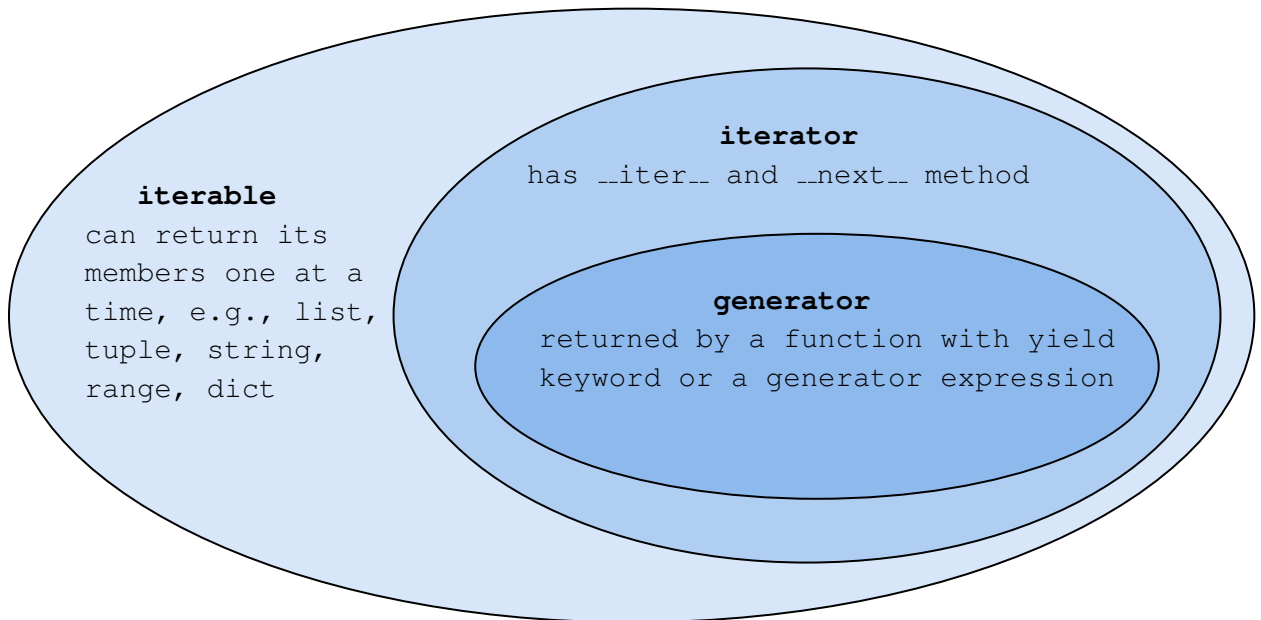 iterable
can return its
members one at a
time, e.g., list,
tuple, string,
range, dict
iterator
has __iter__ and __next__ method
generator
returned by a function with yield
keyword or a generator expression